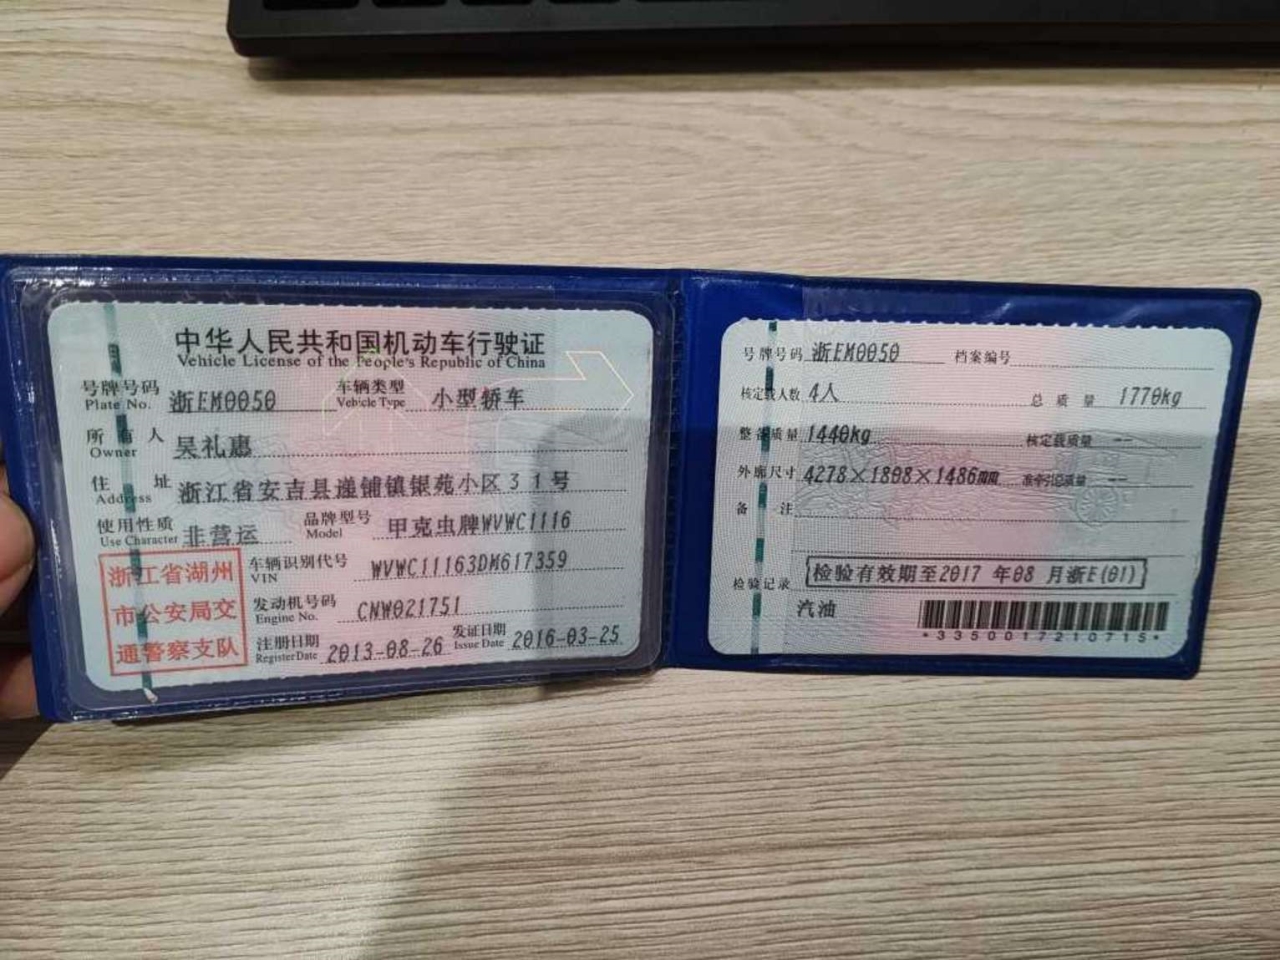 中华人民共和国机动车行驶证
Vehicle License of the People's Republic of China
号牌号码 浙EM0050 车辆类型 小型轿车
Plate No. Vehicle Type
所有人 吴礼惠
Owner
住址 浙江省安吉县递铺镇银苑小区31号
Address
使用性质 非营运 品牌型号 甲克虫牌WVWC1116
Use Character Model
浙江省湖州
市公安局交
通警察支队
车辆识别代号 WVWC11163DM617359
VIN
发动机号码 CNW021751
Engine No.
注册日期 2013-08-26 发证日期 2016-03-25
Register Date Issue Date
号牌号码 浙EM0050 档案编号
核定载人数 4人 总质量 1770kg
整备质量 1440kg 核定载质量 --
外廓尺寸 4278×1808×1486mm 准牵引总质量 --
备注
检验记录 检验有效期至2017年08月浙E(01)
汽油
*3350017210715*